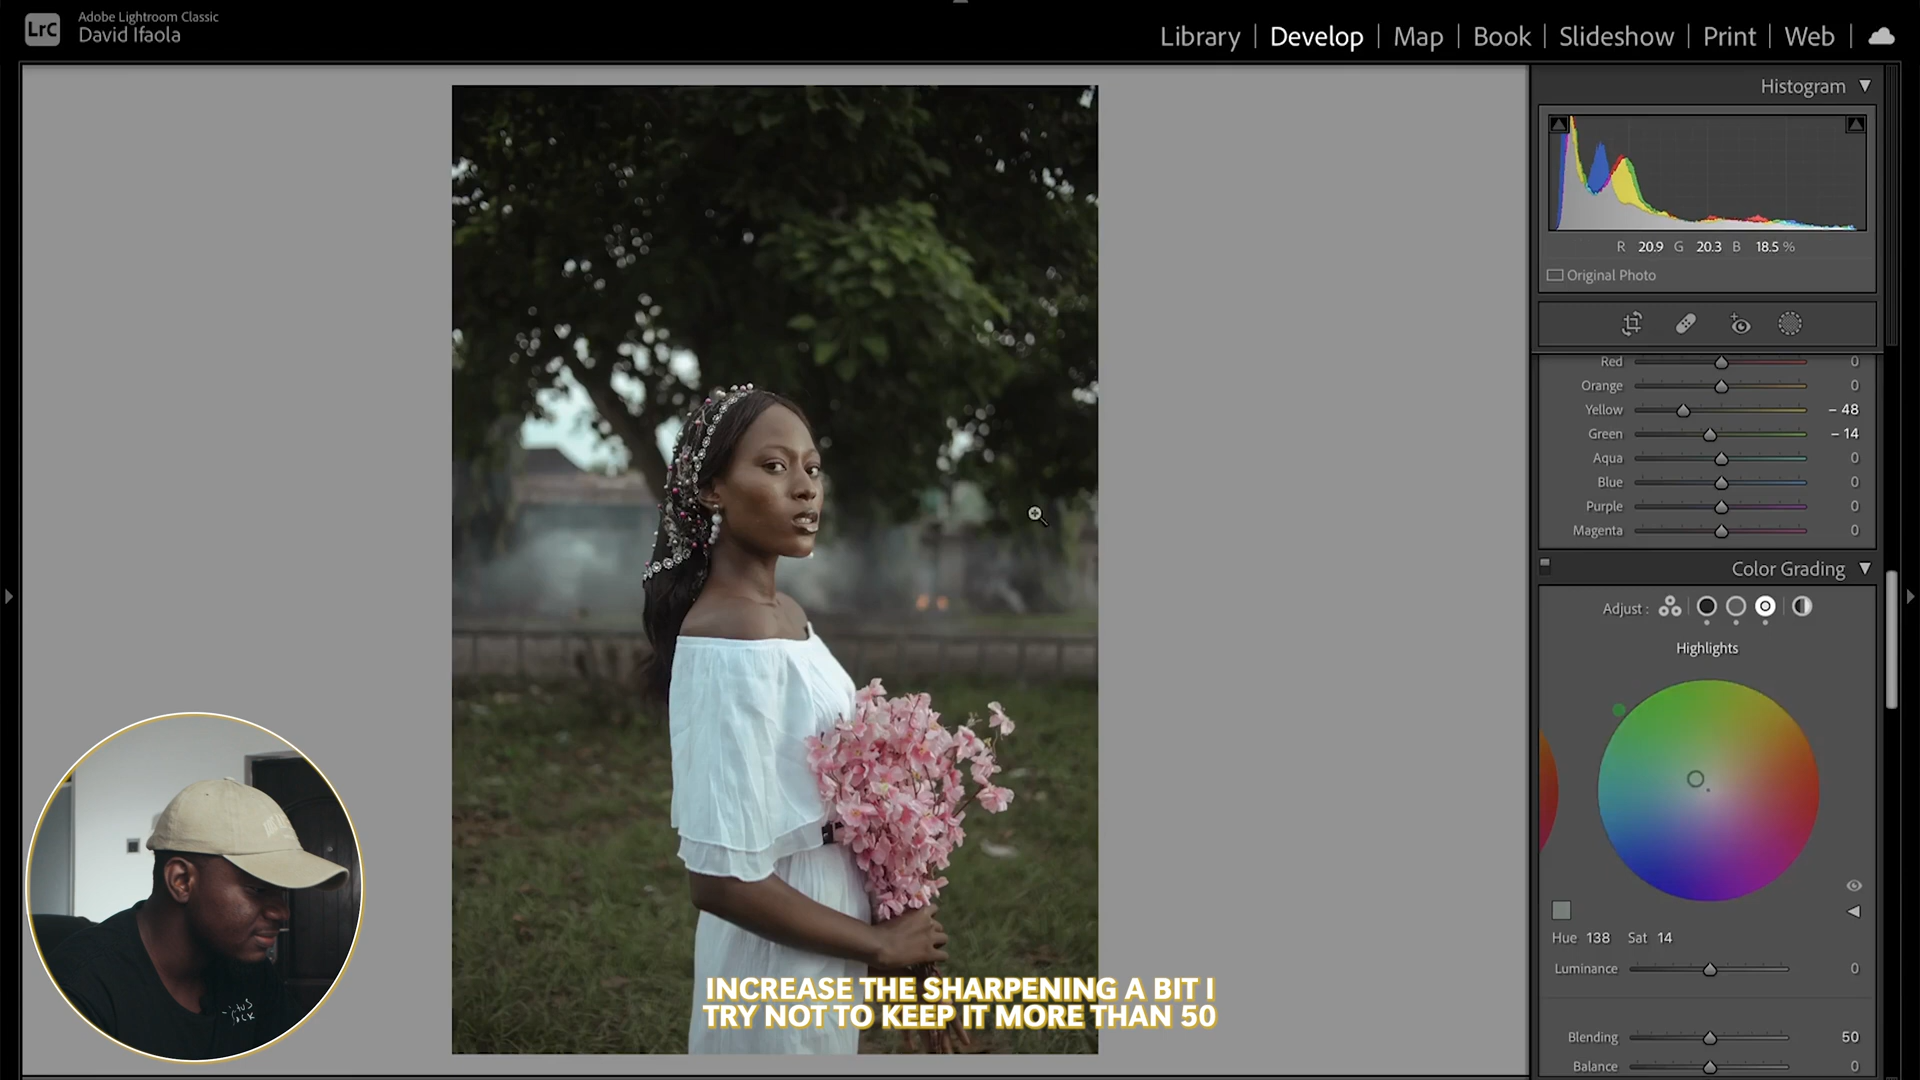 LrC
Adobe Lightroom Classic
David Ifaola
Library | Develop | Map | Book | Slideshow | Print | Web
Histogram
R 20.9 G 20.3 B 18.5 %
Original Photo
Red 0
Orange 0
Yellow – 48
Green – 14
Aqua 0
Blue 0
Purple 0
Magenta 0
Color Grading
Adjust :
Highlights
Hue 138 Sat 14
Luminance 0
Blending 50
Balance 0
INCREASE THE SHARPENING A BIT I
TRY NOT TO KEEP IT MORE THAN 50